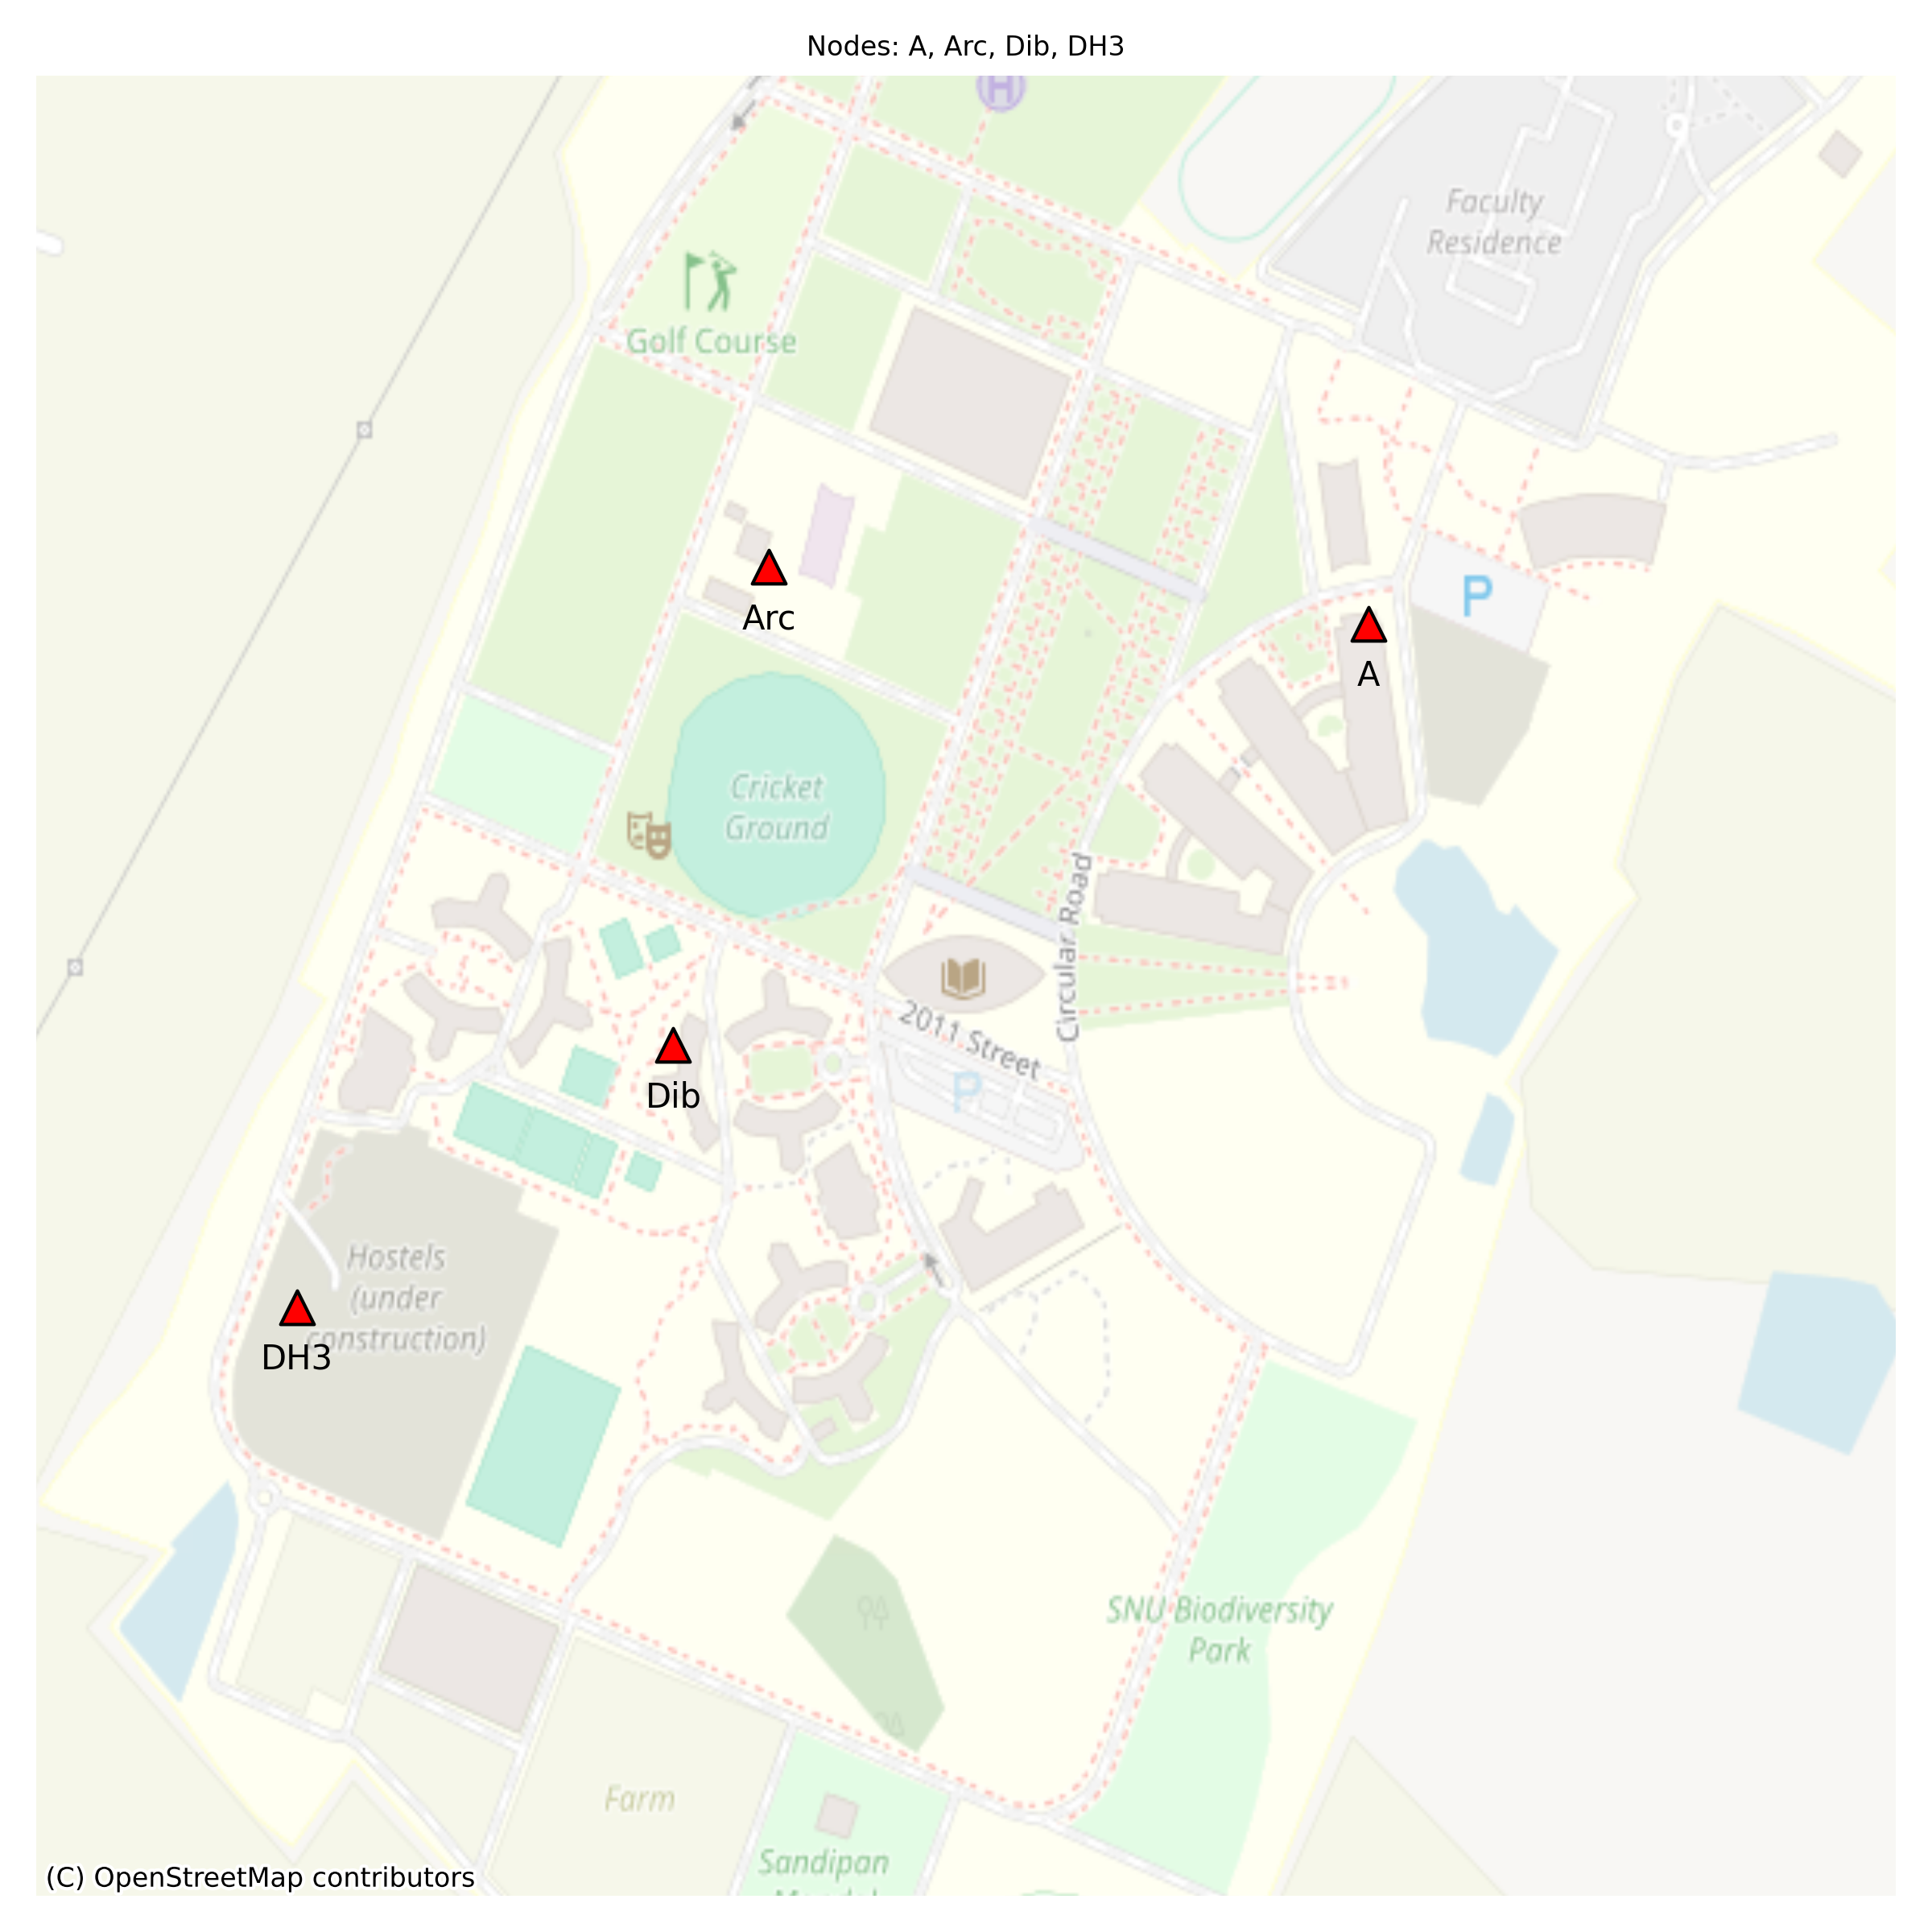 Nodes: A, Arc, Dib, DH3
H
Faculty
Residence
Golf Course
Arc
P
A
Cricket
Ground
Circular Road
2011 Street
P
Dib
Hostels
(under
construction)
DH3
SNU Biodiversity
Park
Farm
Sandipan
(C) OpenStreetMap contributors